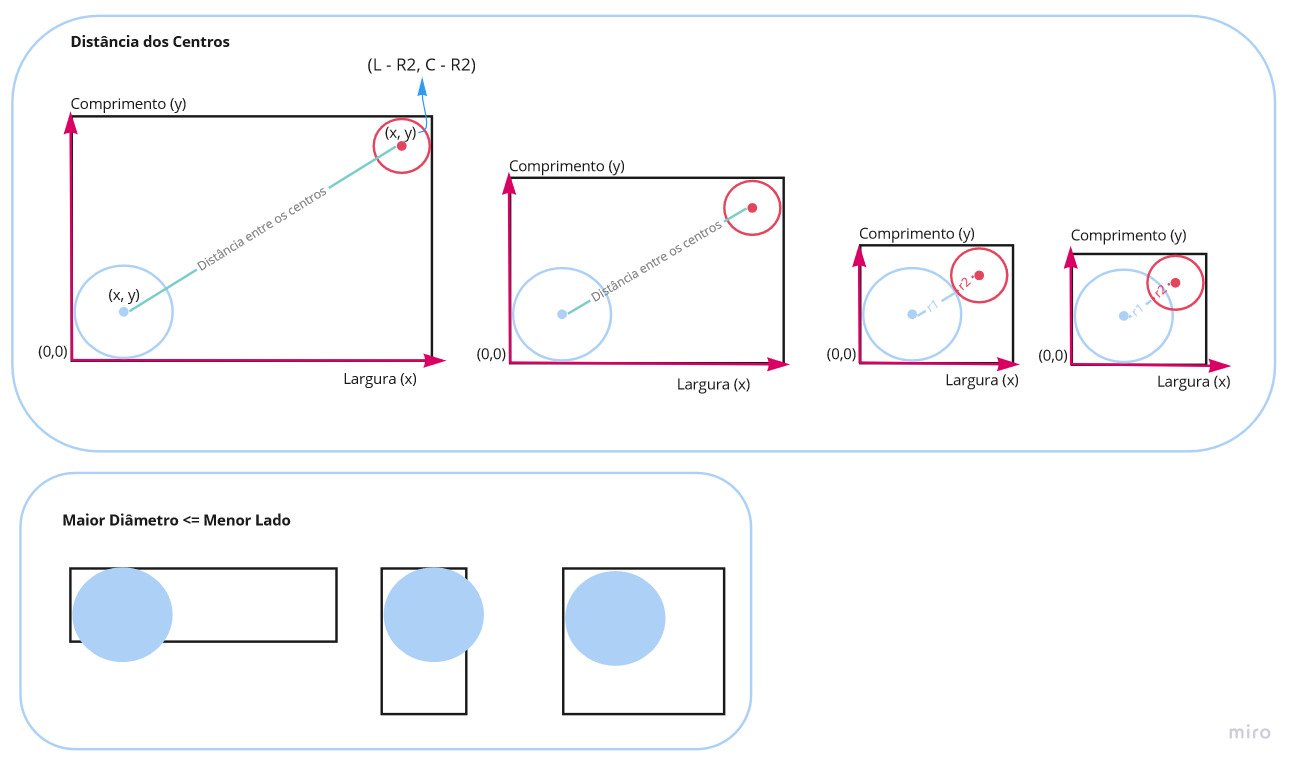 Distância dos Centros
(L - R2, C - R2)
Comprimento (y)
(x, y)
Distância entre os centros
(x, y)
(0,0)
Largura (x)
Comprimento (y)
Distância entre os centros
(0,0)
Largura (x)
Comprimento (y)
r2
r1
(0,0)
Largura (x)
Comprimento (y)
r2
r1
(0,0)
Largura (x)
Maior Diâmetro <= Menor Lado
miro